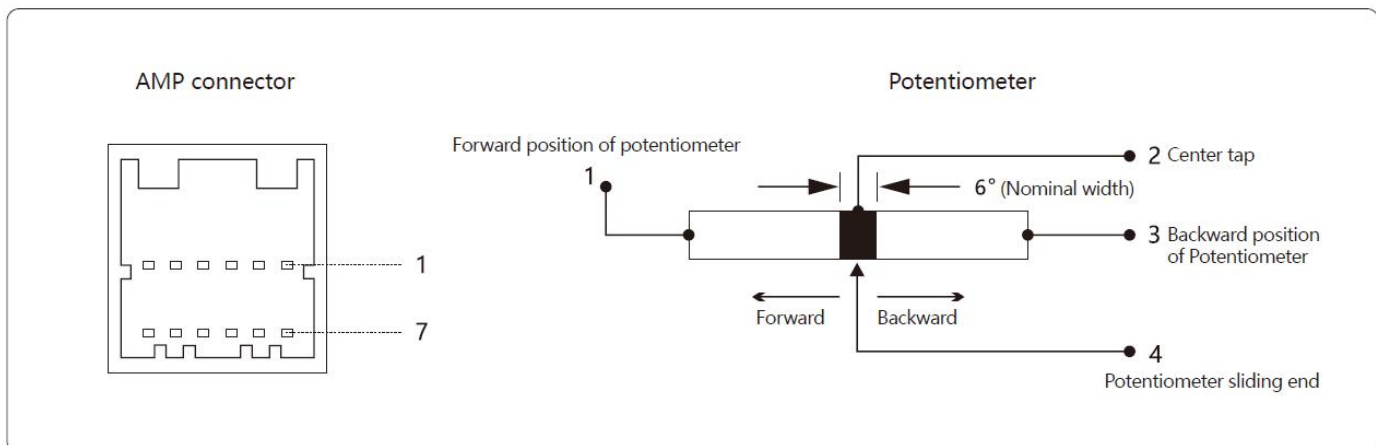 AMP connector
1
7
Potentiometer
Forward position of potentiometer
1
2 Center tap
6° (Nominal width)
3 Backward position
of Potentiometer
Forward
Backward
4
Potentiometer sliding end